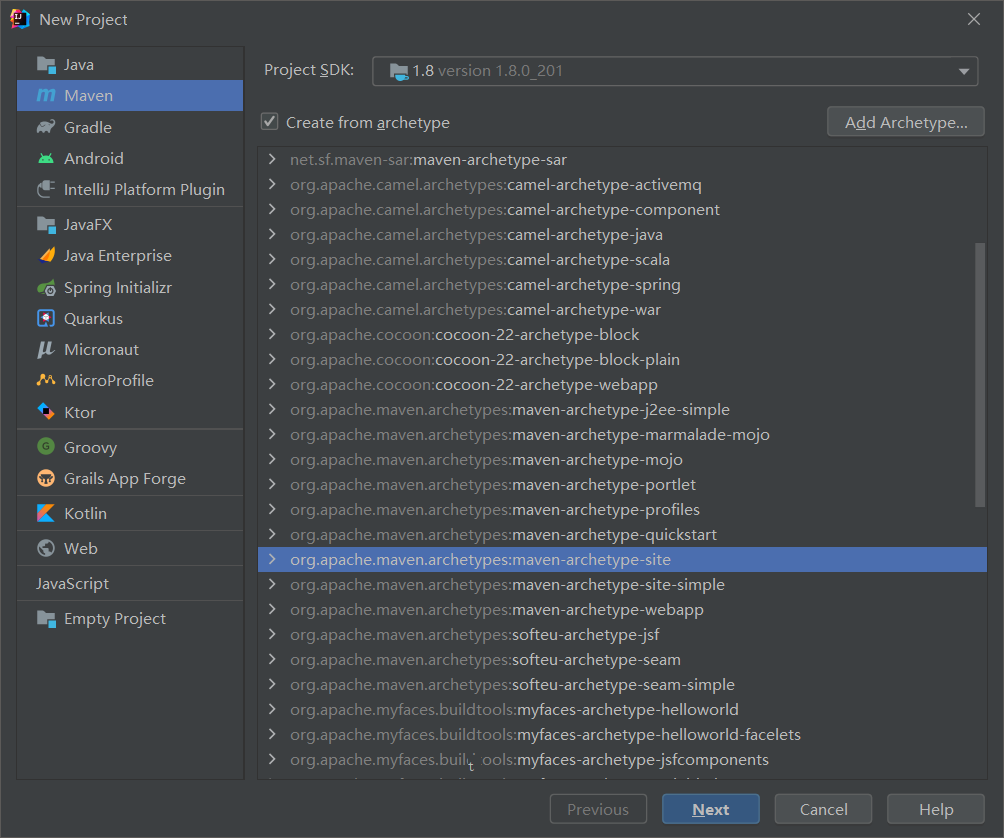 New Project
Java
Maven
Gradle
Android
IntelliJ Platform Plugin
JavaFX
Java Enterprise
Spring Initializr
Quarkus
Micronaut
MicroProfile
Ktor
Groovy
Grails App Forge
Kotlin
Web
JavaScript
Empty Project
Project SDK: 1.8 version 1.8.0_201
Create from archetype Add Archetype...
net.sf.maven-sar:maven-archetype-sar
org.apache.camel.archetypes:camel-archetype-activemq
org.apache.camel.archetypes:camel-archetype-component
org.apache.camel.archetypes:camel-archetype-java
org.apache.camel.archetypes:camel-archetype-scala
org.apache.camel.archetypes:camel-archetype-spring
org.apache.camel.archetypes:camel-archetype-war
org.apache.cocoon:cocoon-22-archetype-block
org.apache.cocoon:cocoon-22-archetype-block-plain
org.apache.cocoon:cocoon-22-archetype-webapp
org.apache.maven.archetypes:maven-archetype-j2ee-simple
org.apache.maven.archetypes:maven-archetype-marmalade-mojo
org.apache.maven.archetypes:maven-archetype-mojo
org.apache.maven.archetypes:maven-archetype-portlet
org.apache.maven.archetypes:maven-archetype-profiles
org.apache.maven.archetypes:maven-archetype-quickstart
org.apache.maven.archetypes:maven-archetype-site
org.apache.maven.archetypes:maven-archetype-site-simple
org.apache.maven.archetypes:maven-archetype-webapp
org.apache.maven.archetypes:softeu-archetype-jsf
org.apache.maven.archetypes:softeu-archetype-seam
org.apache.maven.archetypes:softeu-archetype-seam-simple
org.apache.myfaces.buildtools:myfaces-archetype-helloworld
org.apache.myfaces.buildtools:myfaces-archetype-helloworld-facelets
org.apache.myfaces.buildtools:myfaces-archetype-jsfcomponents
Previous Next Cancel Help